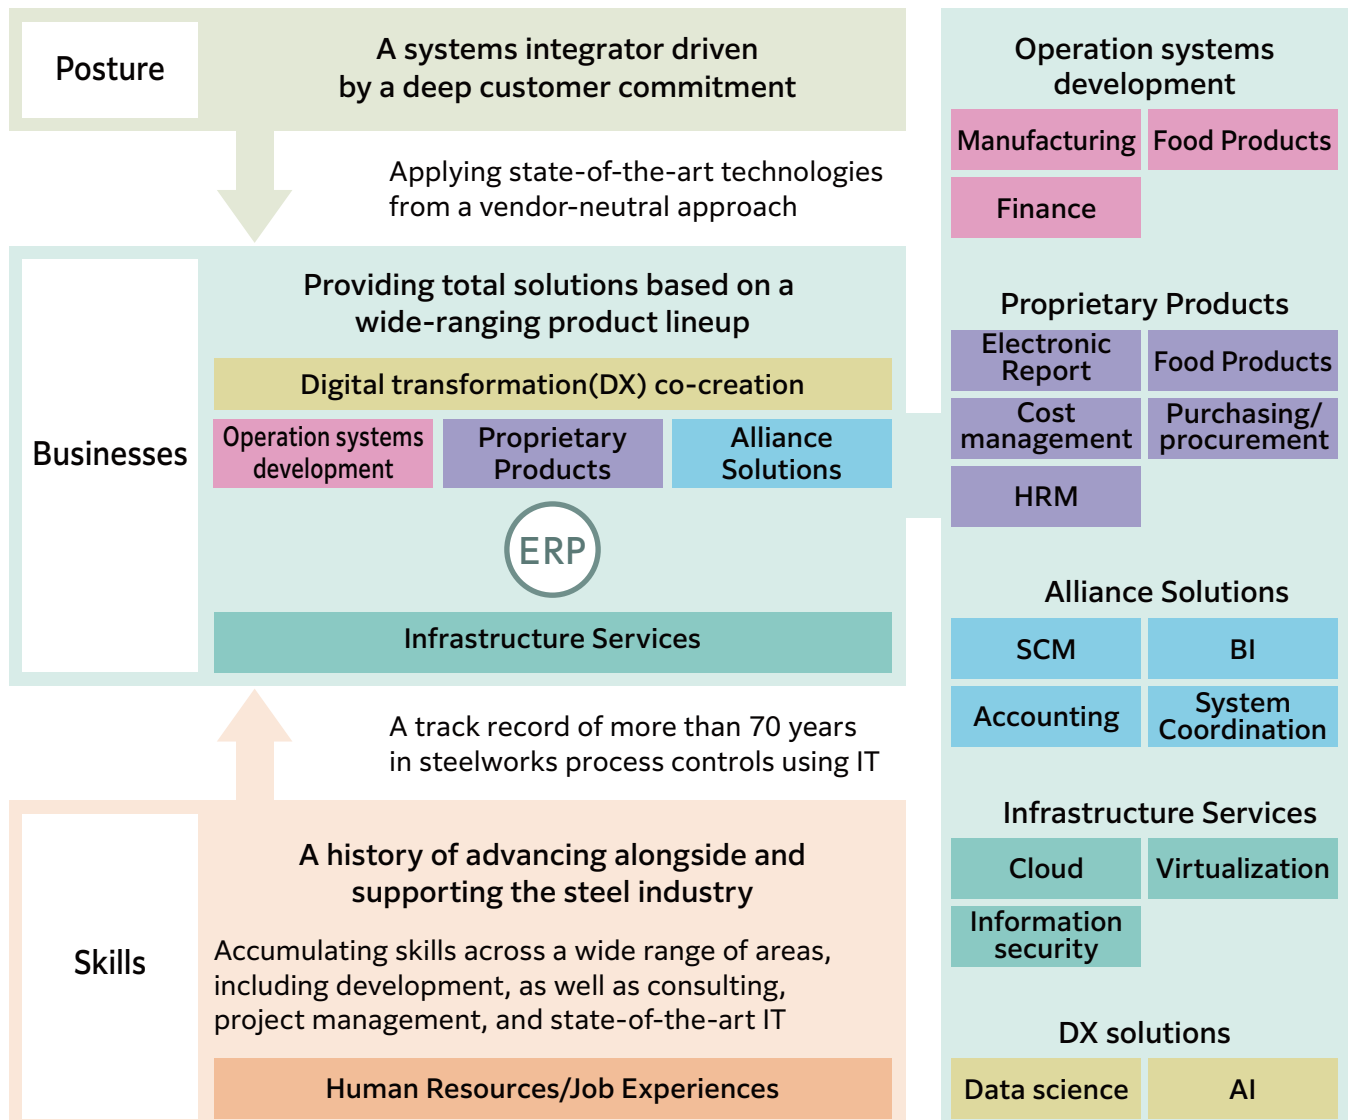 Posture
A systems integrator driven
by a deep customer commitment
Applying state-of-the-art technologies
from a vendor-neutral approach
Businesses
Providing total solutions based on a
wide-ranging product lineup
Digital transformation(DX) co-creation
Operation systems
development
Proprietary
Products
Alliance
Solutions
ERP
Infrastructure Services
A track record of more than 70 years
in steelworks process controls using IT
Skills
A history of advancing alongside and
supporting the steel industry
Accumulating skills across a wide range of areas,
including development, as well as consulting,
project management, and state-of-the-art IT
Human Resources/Job Experiences
Operation systems
development
Manufacturing
Food Products
Finance
Proprietary Products
Electronic
Report
Food Products
Cost
management
Purchasing/
procurement
HRM
Alliance Solutions
SCM
BI
Accounting
System
Coordination
Infrastructure Services
Cloud
Virtualization
Information
security
DX solutions
Data science
AI